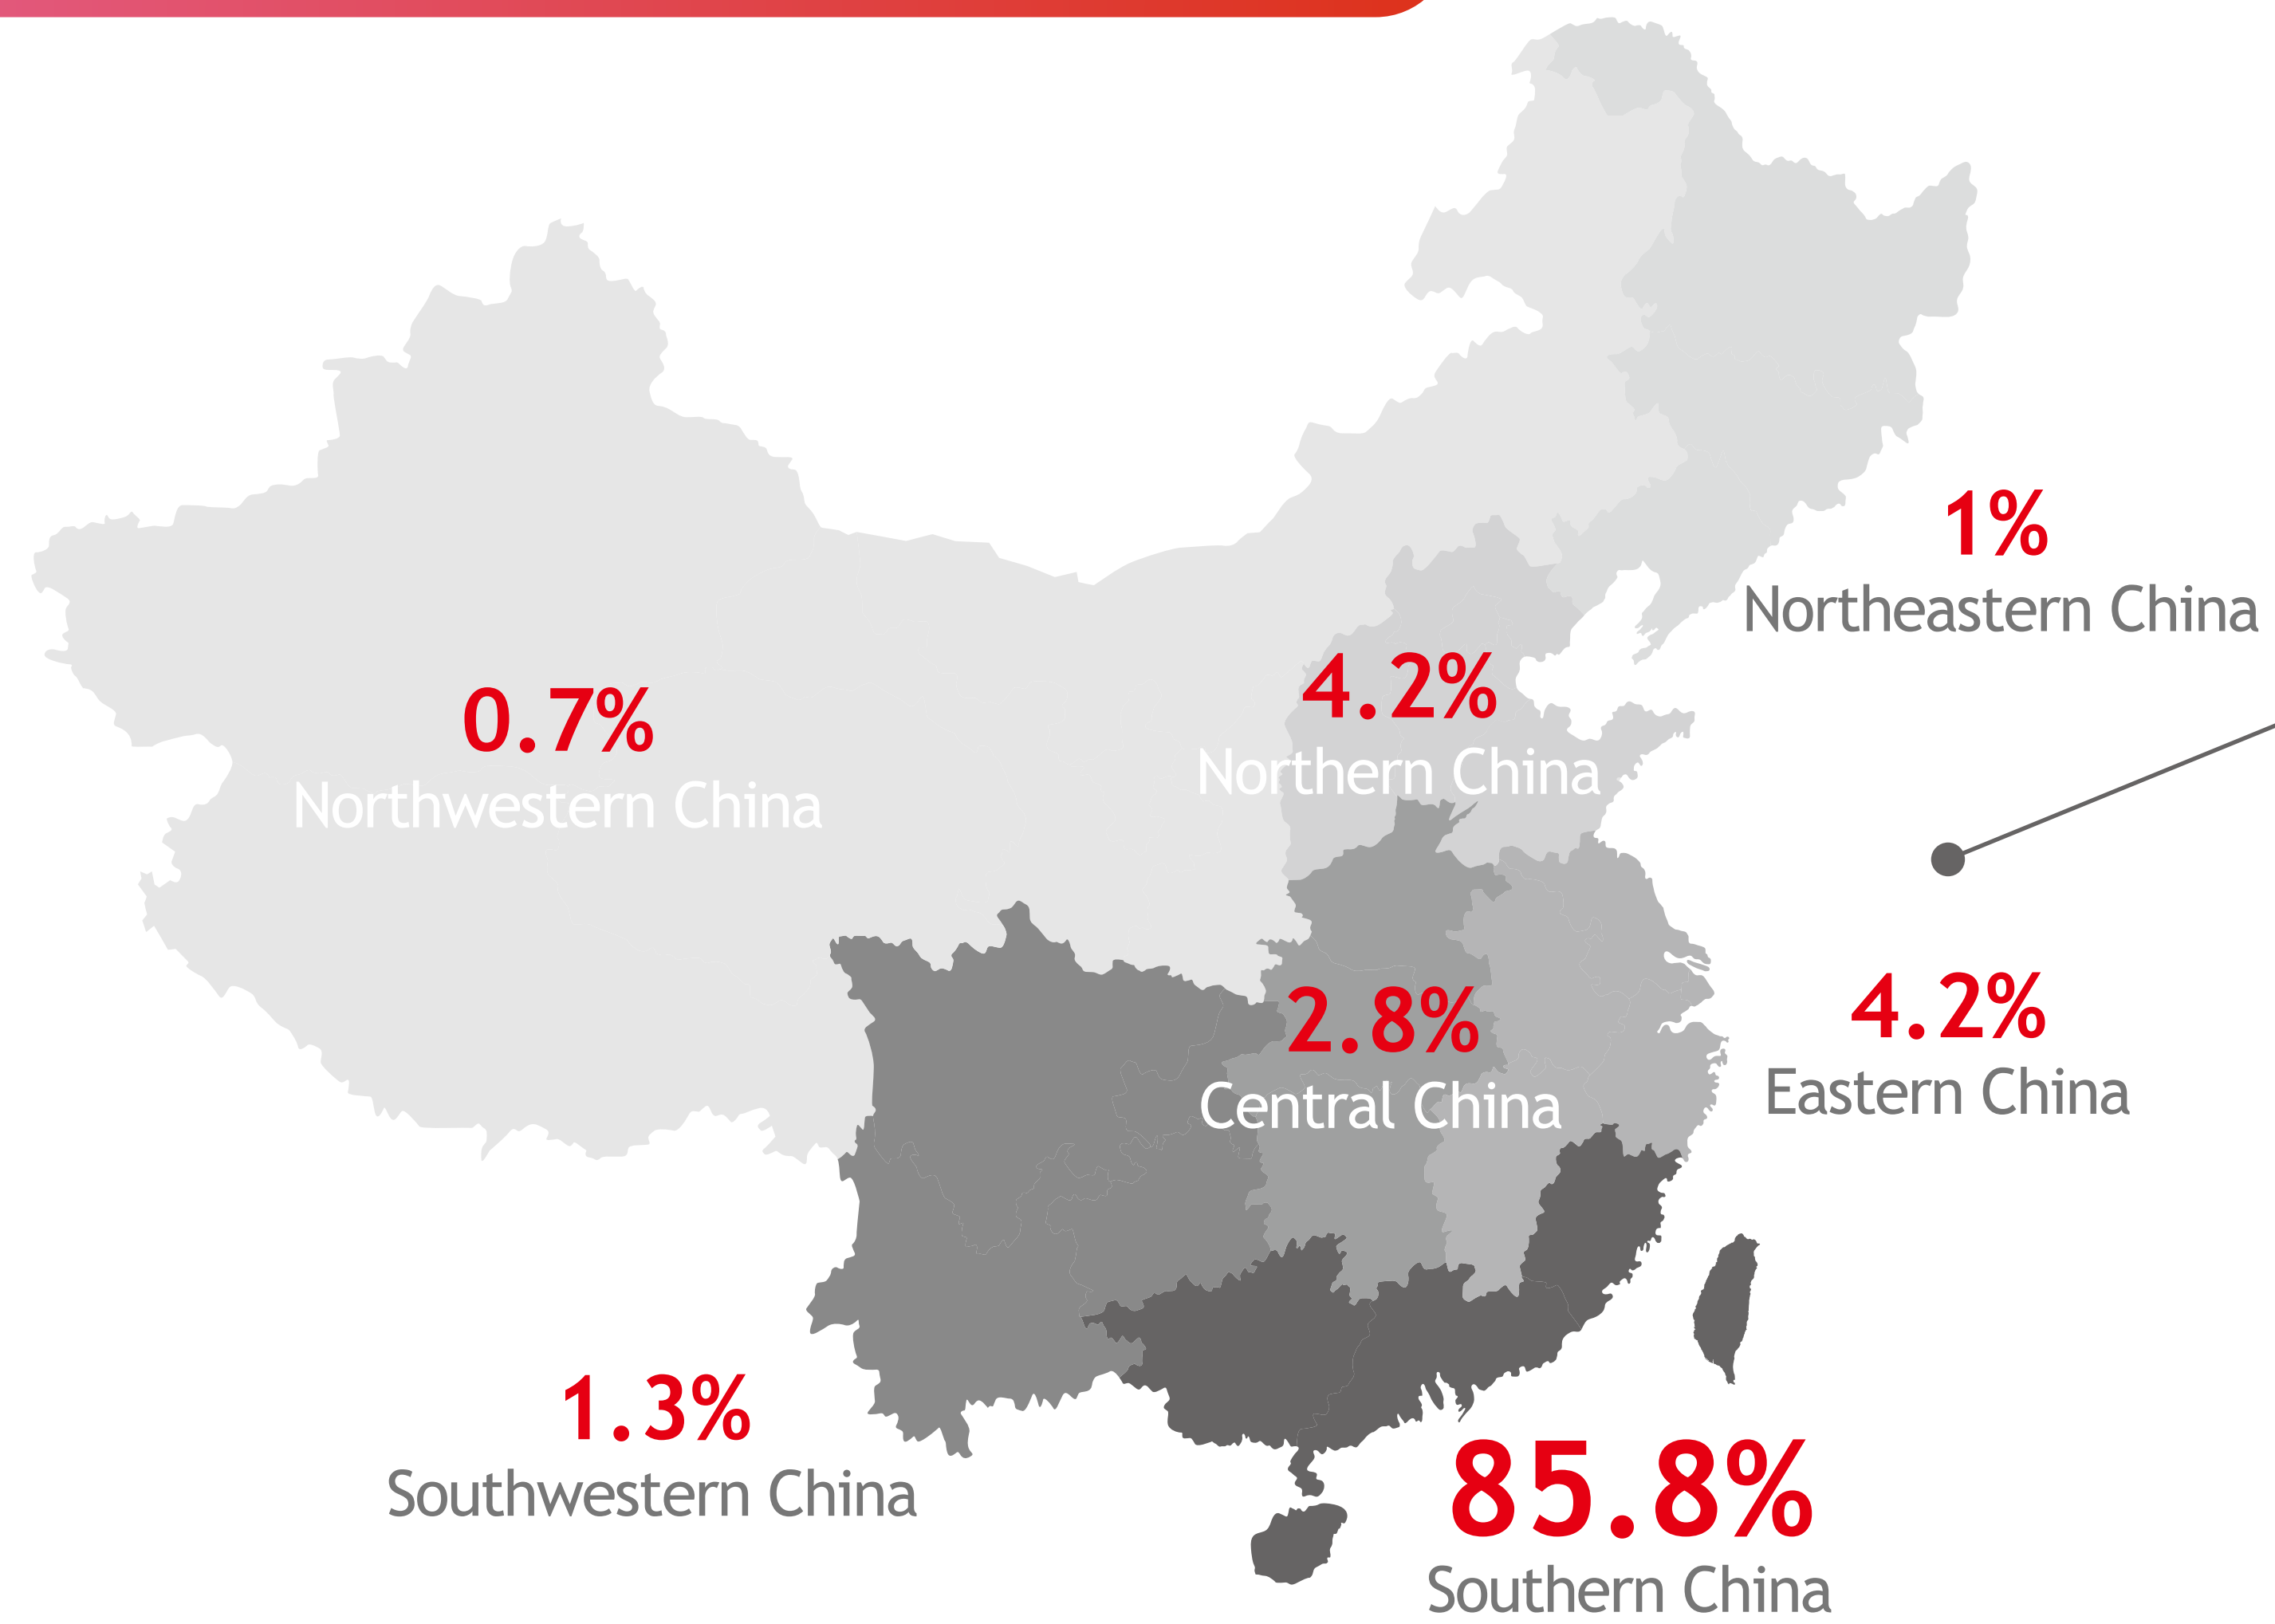 1%
Northeastern China
4.2%
Northern China
0.7%
Northwestern China
4.2%
Eastern China
2.8%
Central China
1.3%
Southwestern China
85.8%
Southern China